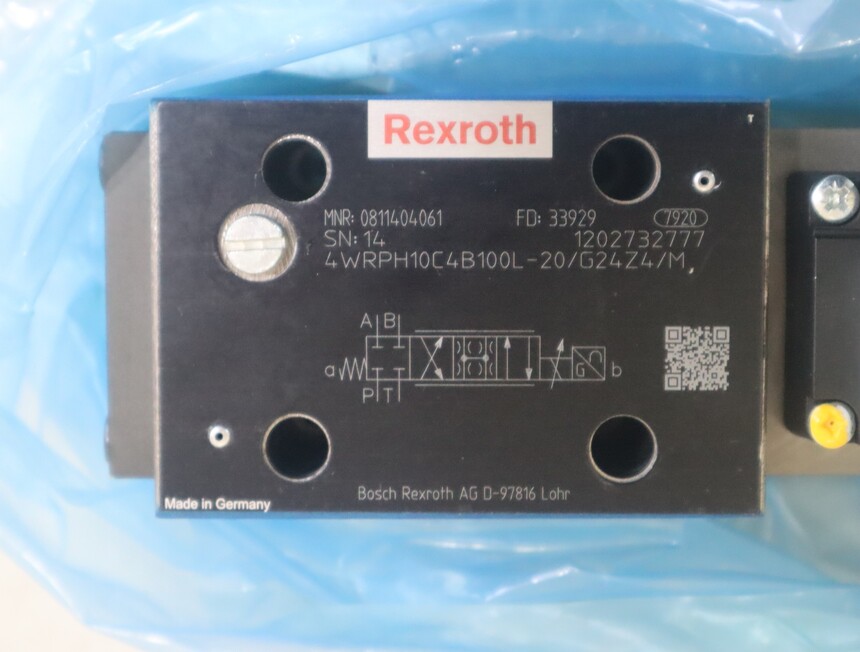 Rexroth
MNR: 0811404061 FD: 33929 7920
SN: 14 1202732777
4WRPH10C4B100L-20/G24Z4/M,
A B
a G b
P T
Bosch Rexroth AG D-97816 Lohr
Made in Germany